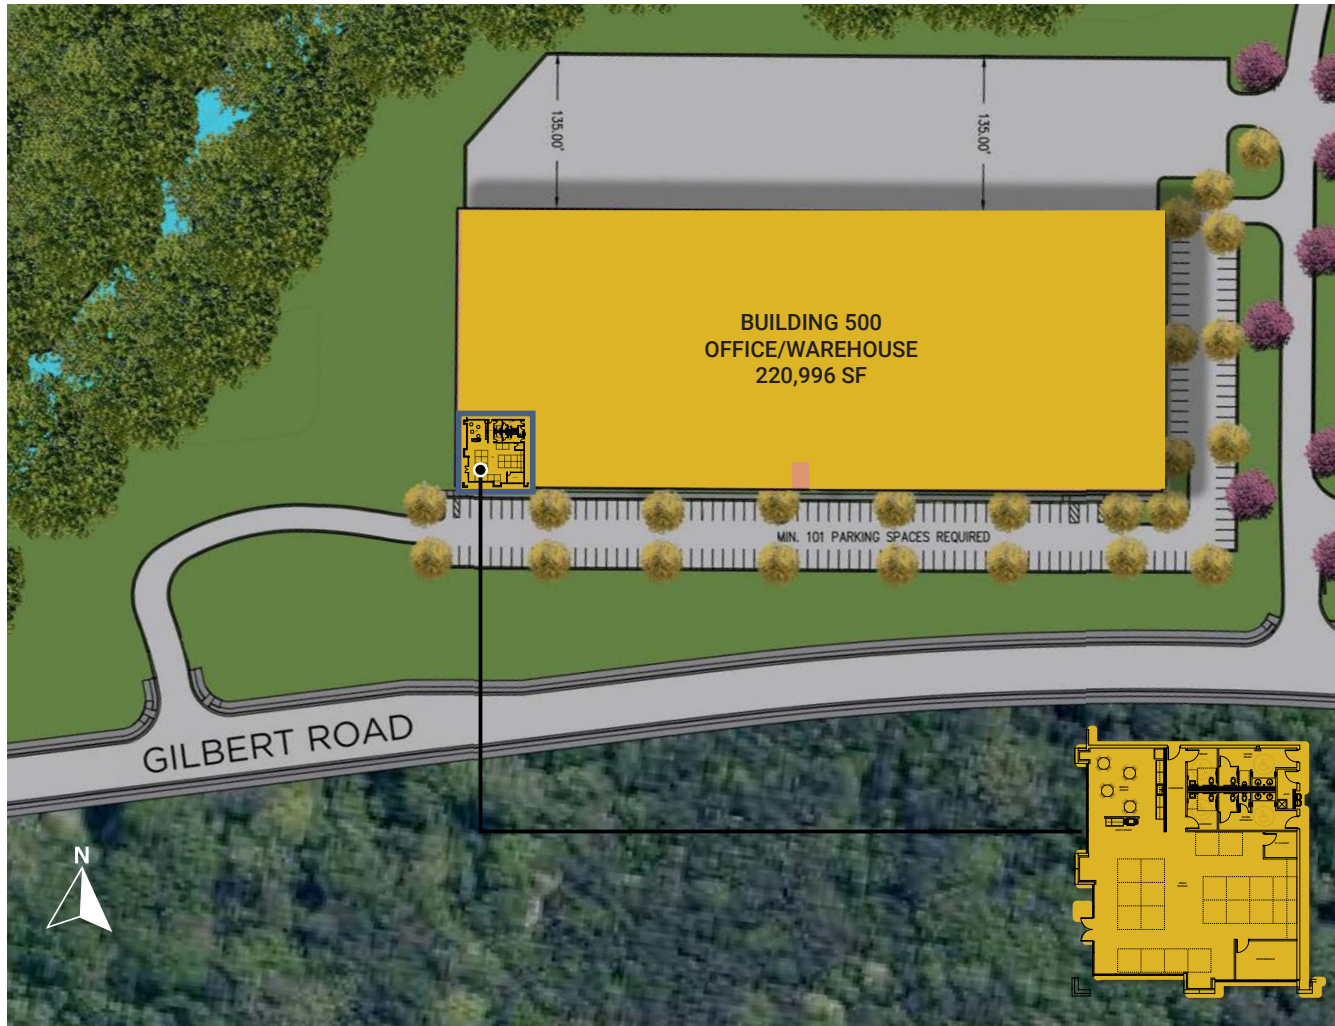 135.00'
135.00'
BUILDING 500
OFFICE/WAREHOUSE
220,996 SF
MIN. 101 PARKING SPACES REQUIRED
GILBERT ROAD
N